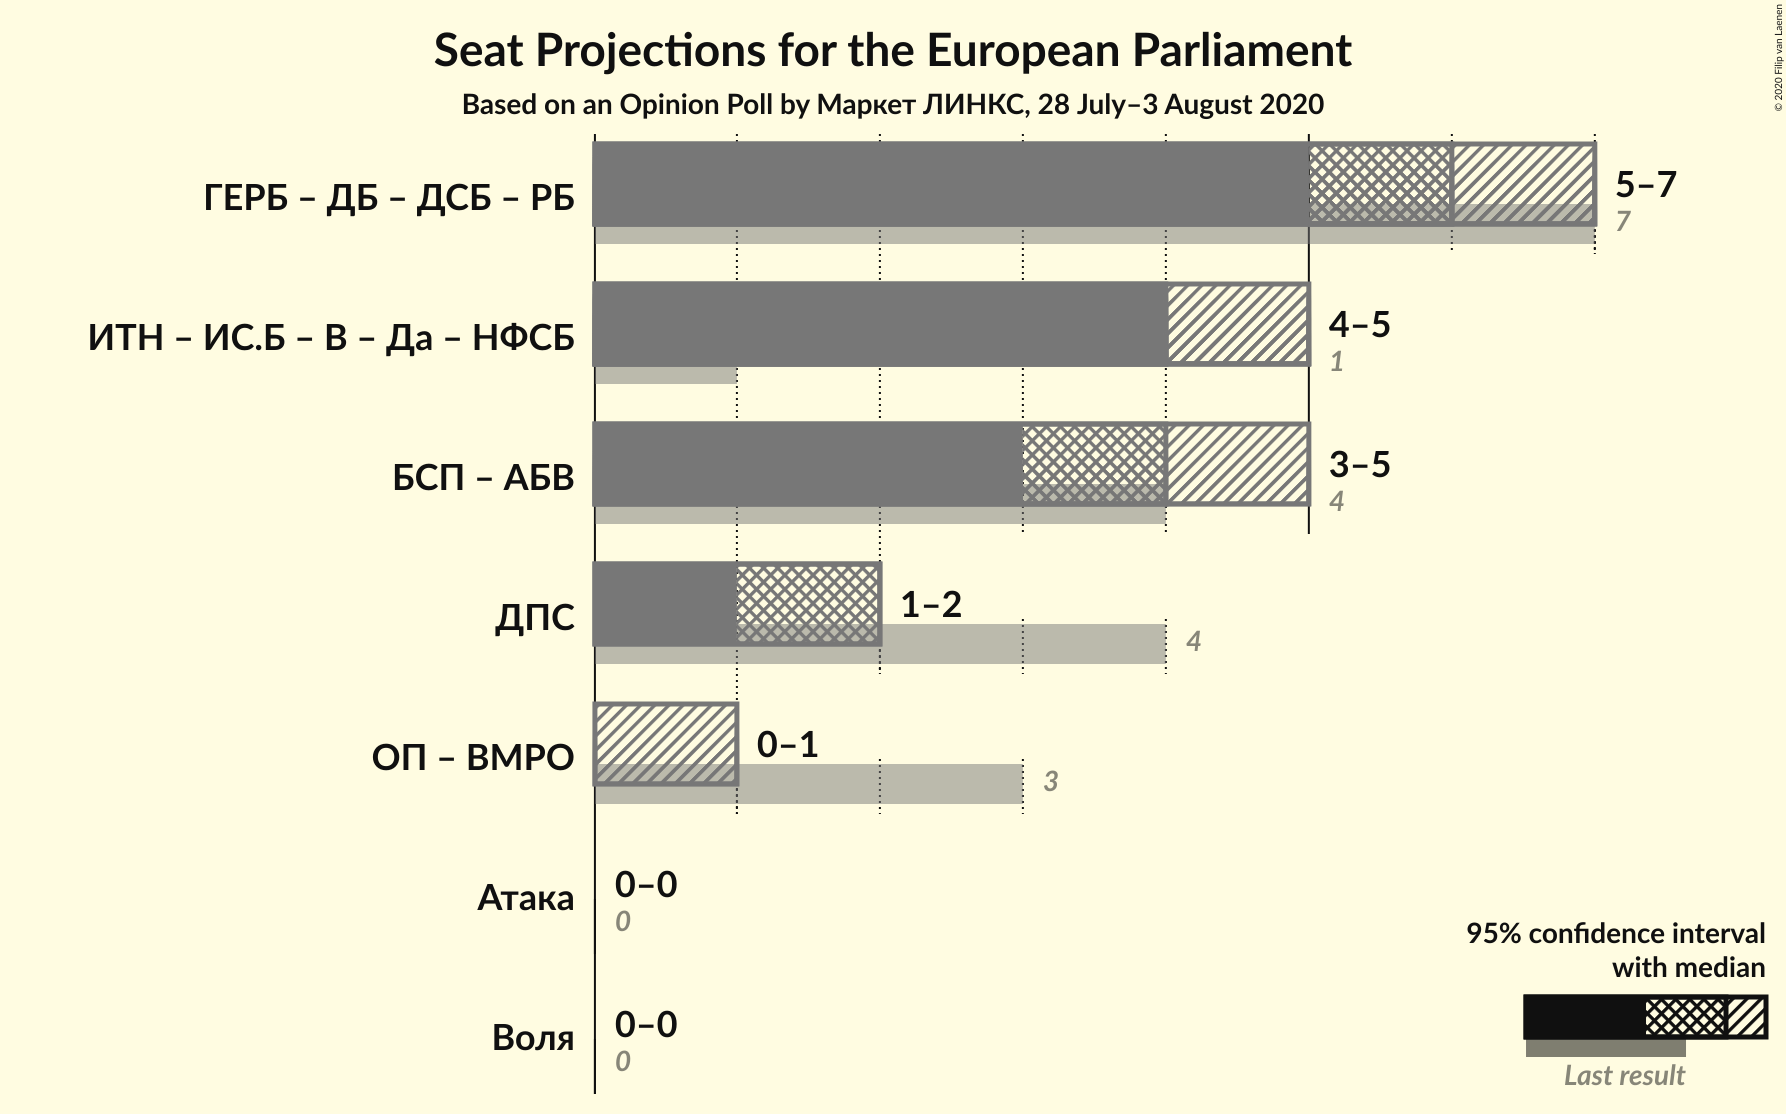 Seat Projections for the European Parliament
Based on an Opinion Poll by Маркет ЛИНКС, 28 July–3 August 2020
© 2020 Filip van Laenen
ГЕРБ – ДБ – ДСБ – РБ
5–7
7
ИТН – ИС.Б – В – Да – НФСБ
4–5
1
БСП – АБВ
3–5
4
ДПС
1–2
4
ОП – ВМРО
0–1
3
Атака
0–0
0
Воля
0–0
0
95% confidence interval
with median
Last result